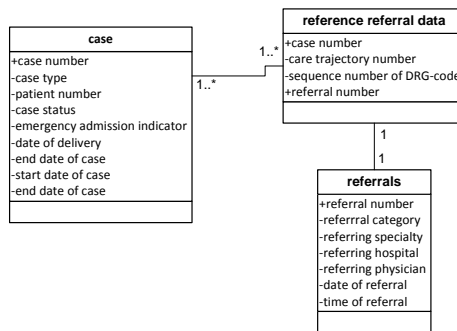 case
+case number
-case type
-patient number
-case status
-emergency admission indicator
-date of delivery
-end date of case
-start date of case
-end date of case
1..*
1..*
reference referral data
+case number
-care trajectory number
-sequence number of DRG-code
+referral number
1
1
referrals
+referral number
-referrral category
-referring specialty
-referring hospital
-referring physician
-date of referral
-time of referral